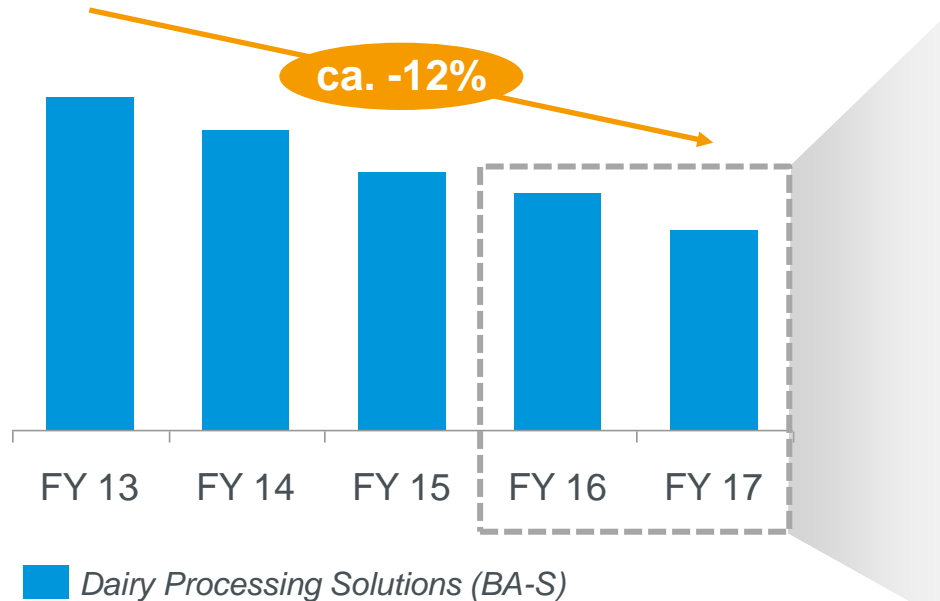 ca. -12%
FY 13 FY 14 FY 15 FY 16 FY 17
Dairy Processing Solutions (BA-S)